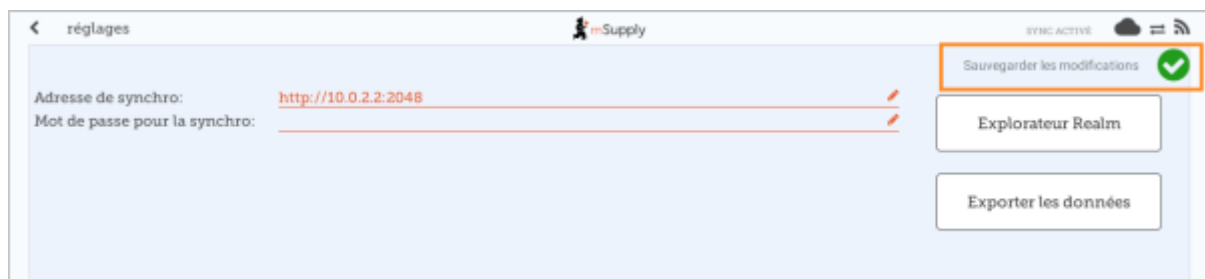 réglages
mSupply
SYNC ACTIVÉ
Sauvegarder les modifications
Adresse de synchro: http://10.0.2.2:2048
Mot de passe pour la synchro:
Explorateur Realm
Exporter les données